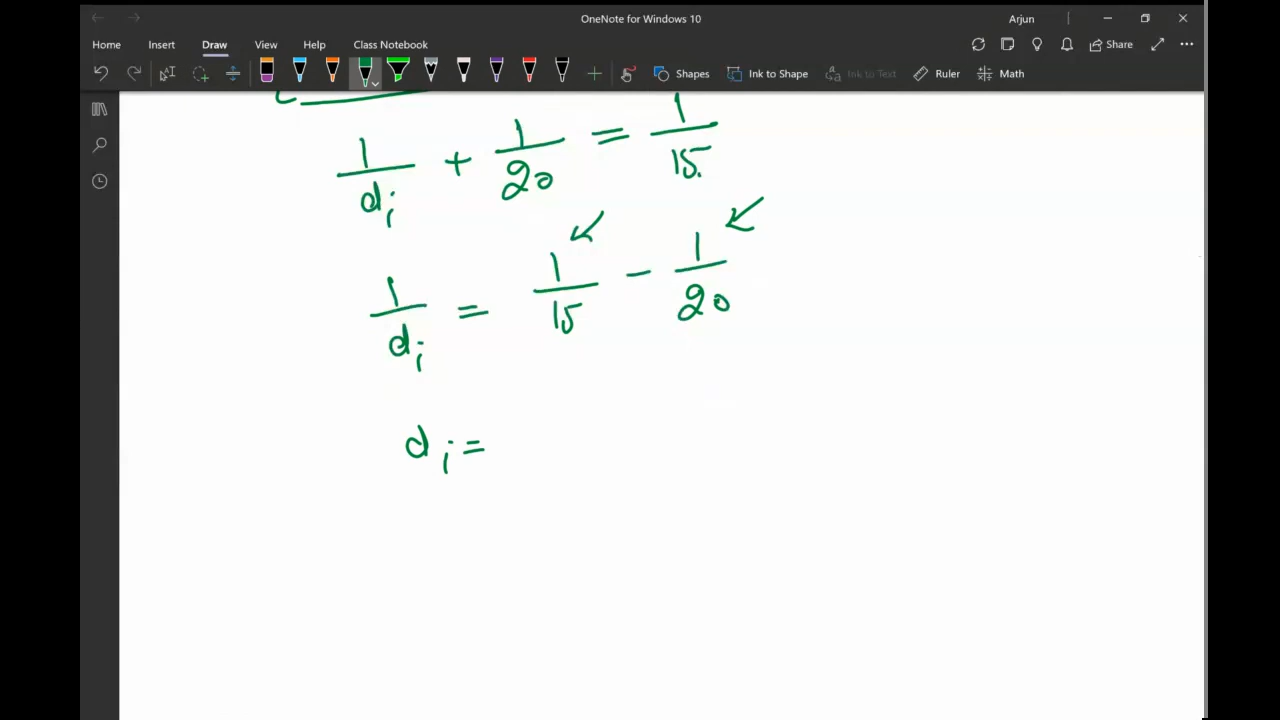 OneNote for Windows 10
Arjun
Home Insert Draw View Help Class Notebook
Share
Shapes Ink to Shape Ink to Text Ruler Math
1/di + 1/20 = 1/15
1/di = 1/15 - 1/20
di =